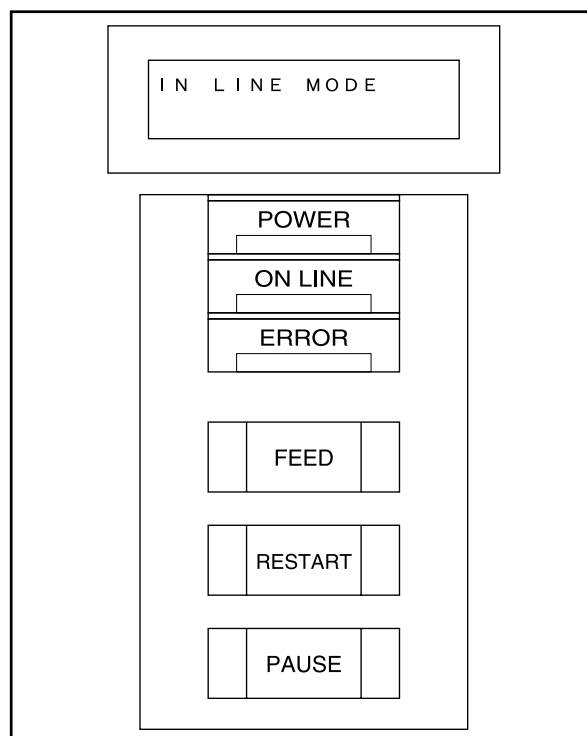 IN LINE MODE
POWER
ON LINE
ERROR
FEED
RESTART
PAUSE